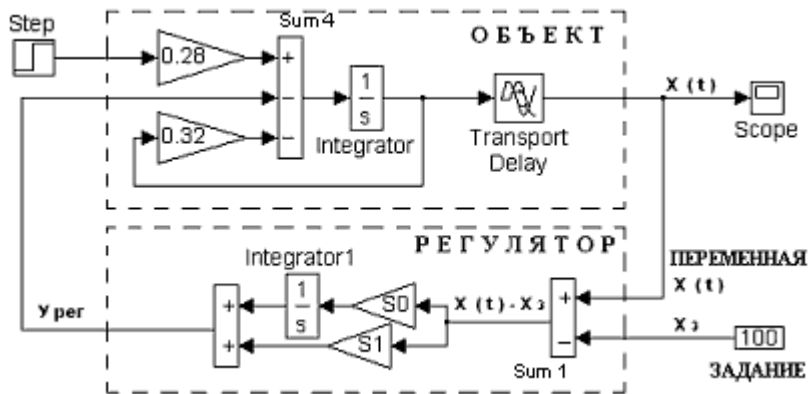 Step
Sum4
О Б Ъ Е К Т
0.28
+
−
−
0.32
1
s
Integrator
Transport
Delay
X (t)
Scope
Р Е Г У Л Я Т О Р
Integrator1
1
s
S0
S1
+
+
У рег
X (t) - Xз
+
−
Sum 1
ПЕРЕМЕННАЯ
X (t)
X з
100
ЗАДАНИЕ